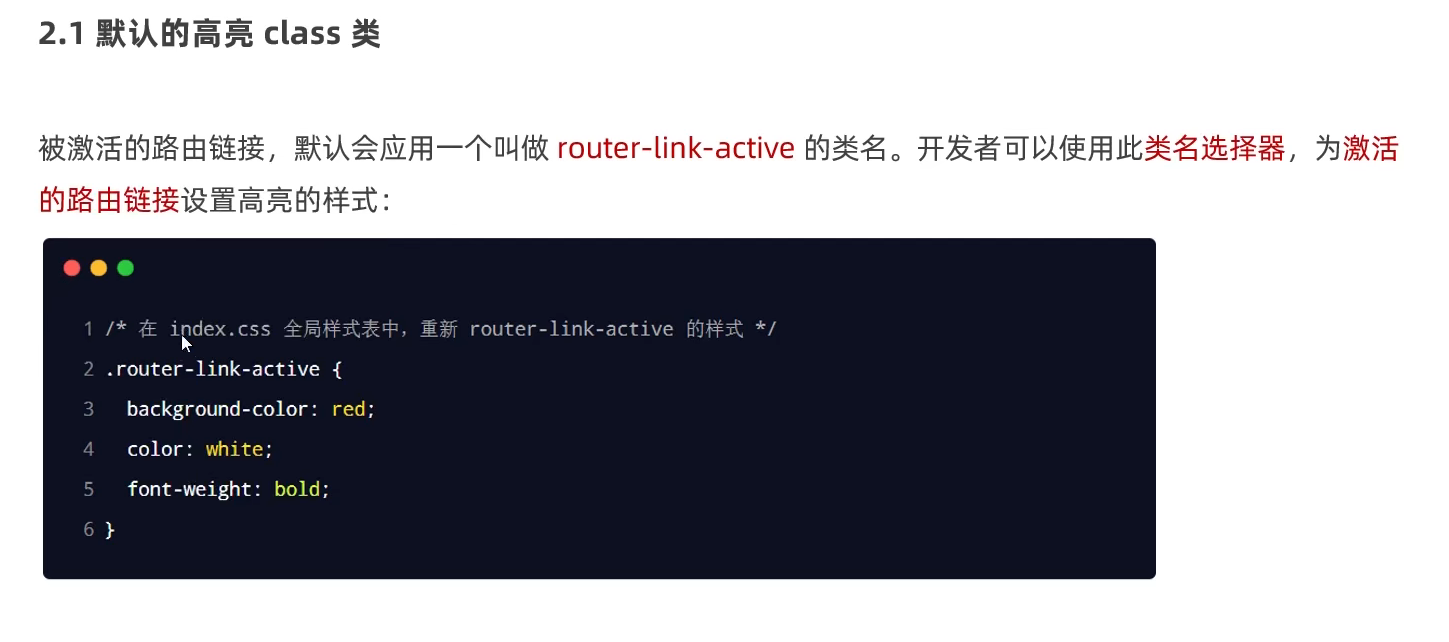 2.1 默认的高亮 class 类
被激活的路由链接，默认会应用一个叫做 router-link-active 的类名。开发者可以使用此类名选择器，为激活
的路由链接设置高亮的样式：
1 /* 在 index.css 全局样式表中，重新 router-link-active 的样式 */
2 .router-link-active {
3   background-color: red;
4   color: white;
5   font-weight: bold;
6 }